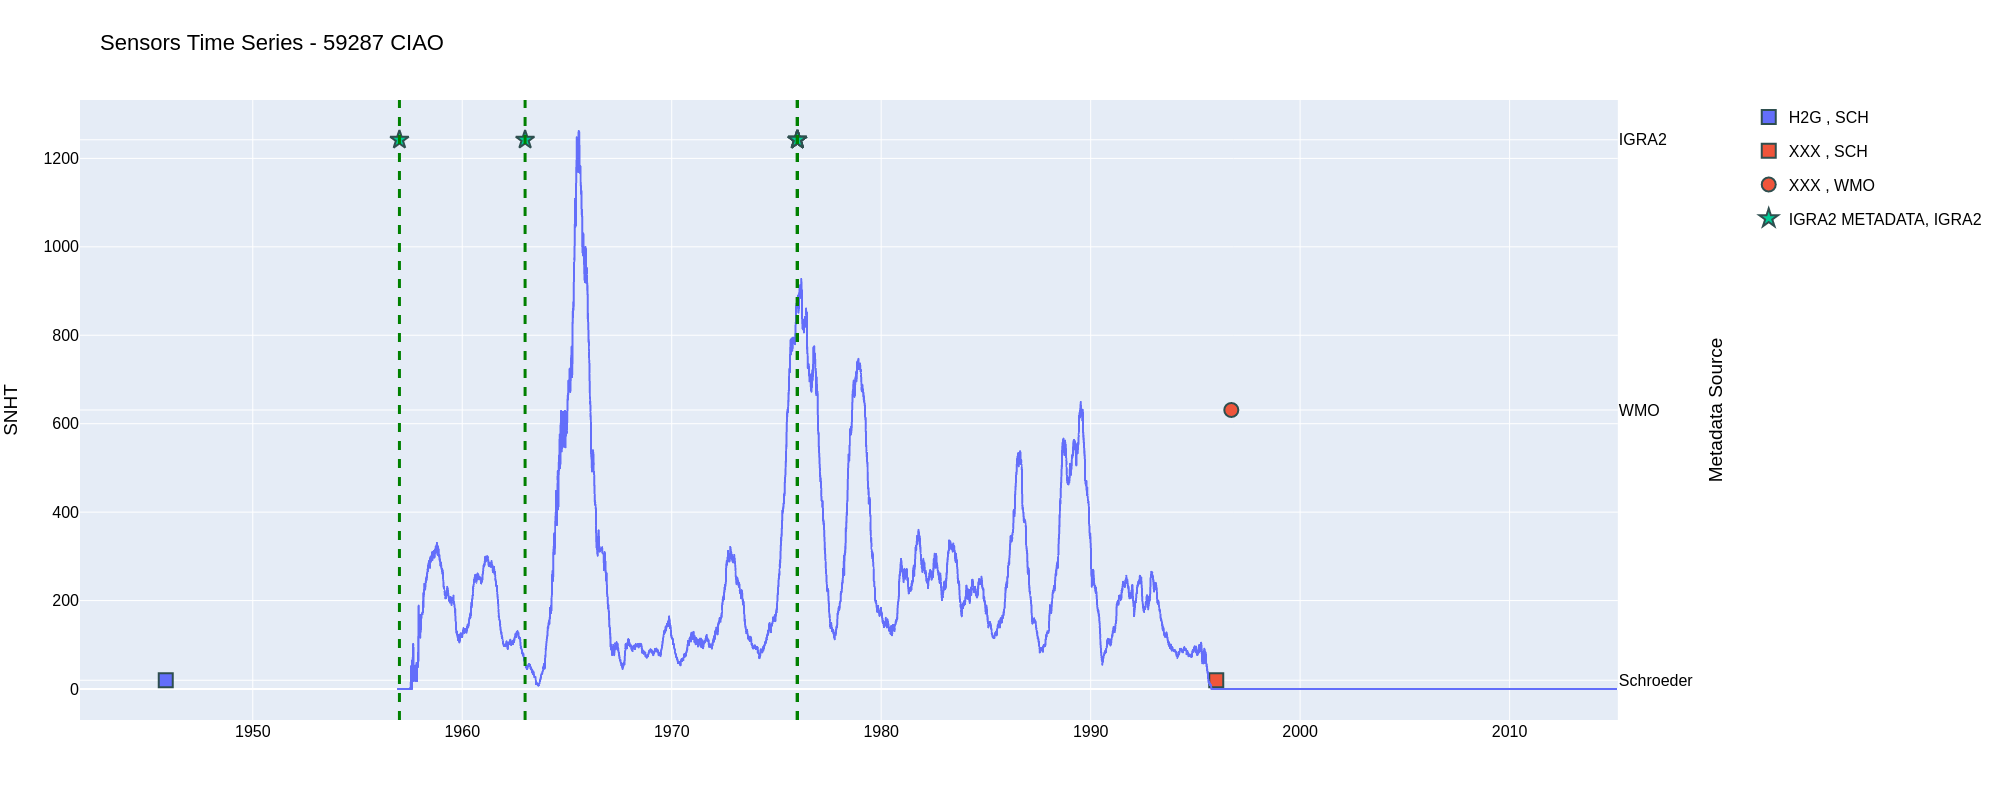 Sensors Time Series - 59287 CIAO
H2G , SCH
XXX , SCH
XXX , WMO
IGRA2 METADATA, IGRA2
SNHT
1200
1000
800
600
400
200
0
1950
1960
1970
1980
1990
2000
2010
IGRA2
WMO
Schroeder
Metadata Source